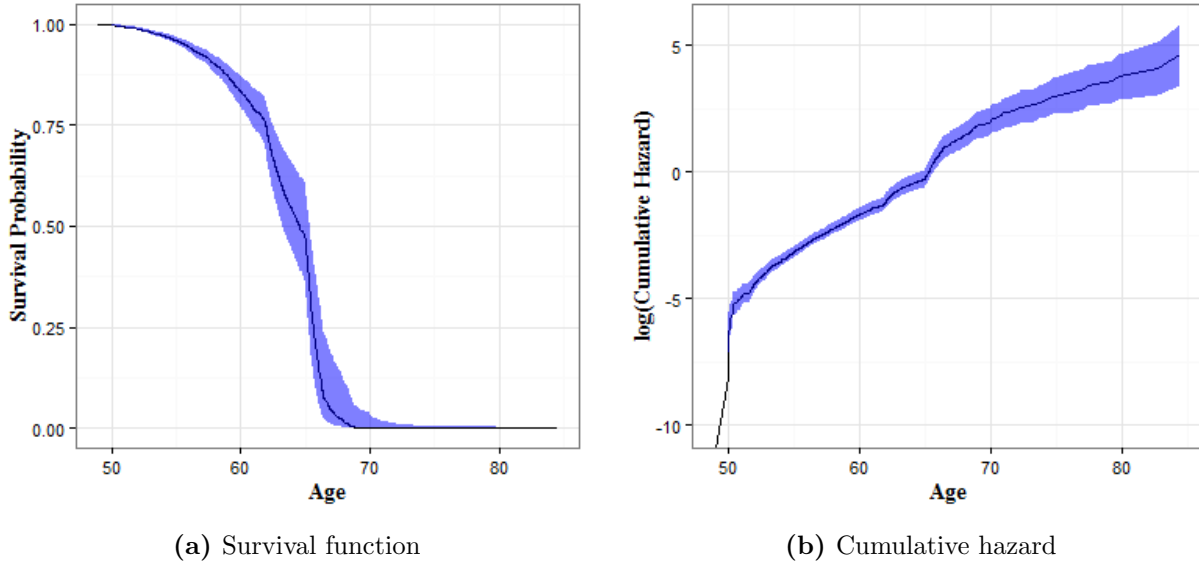 1.00
0.75
0.50
0.25
0.00
Survival Probability
50 60 70 80
Age
(a) Survival function
5
0
-5
-10
log(Cumulative Hazard)
50 60 70 80
Age
(b) Cumulative hazard